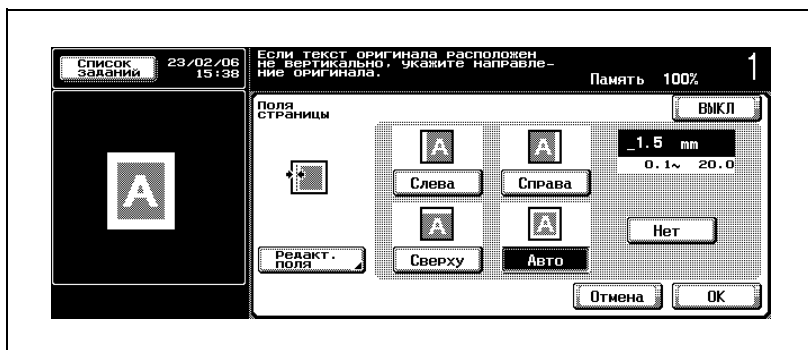 Список
заданий
23/02/06
15:38
Если текст оригинала расположен
не вертикально, укажите направле-
ние оригинала.
Память 100%
1
Поля
страницы
ВЫКЛ
A
A
A
_1.5 mm
0.1~ 20.0
Слева
Справа
A
A
Нет
Редакт.
поля
Сверху
Авто
Отмена
OK